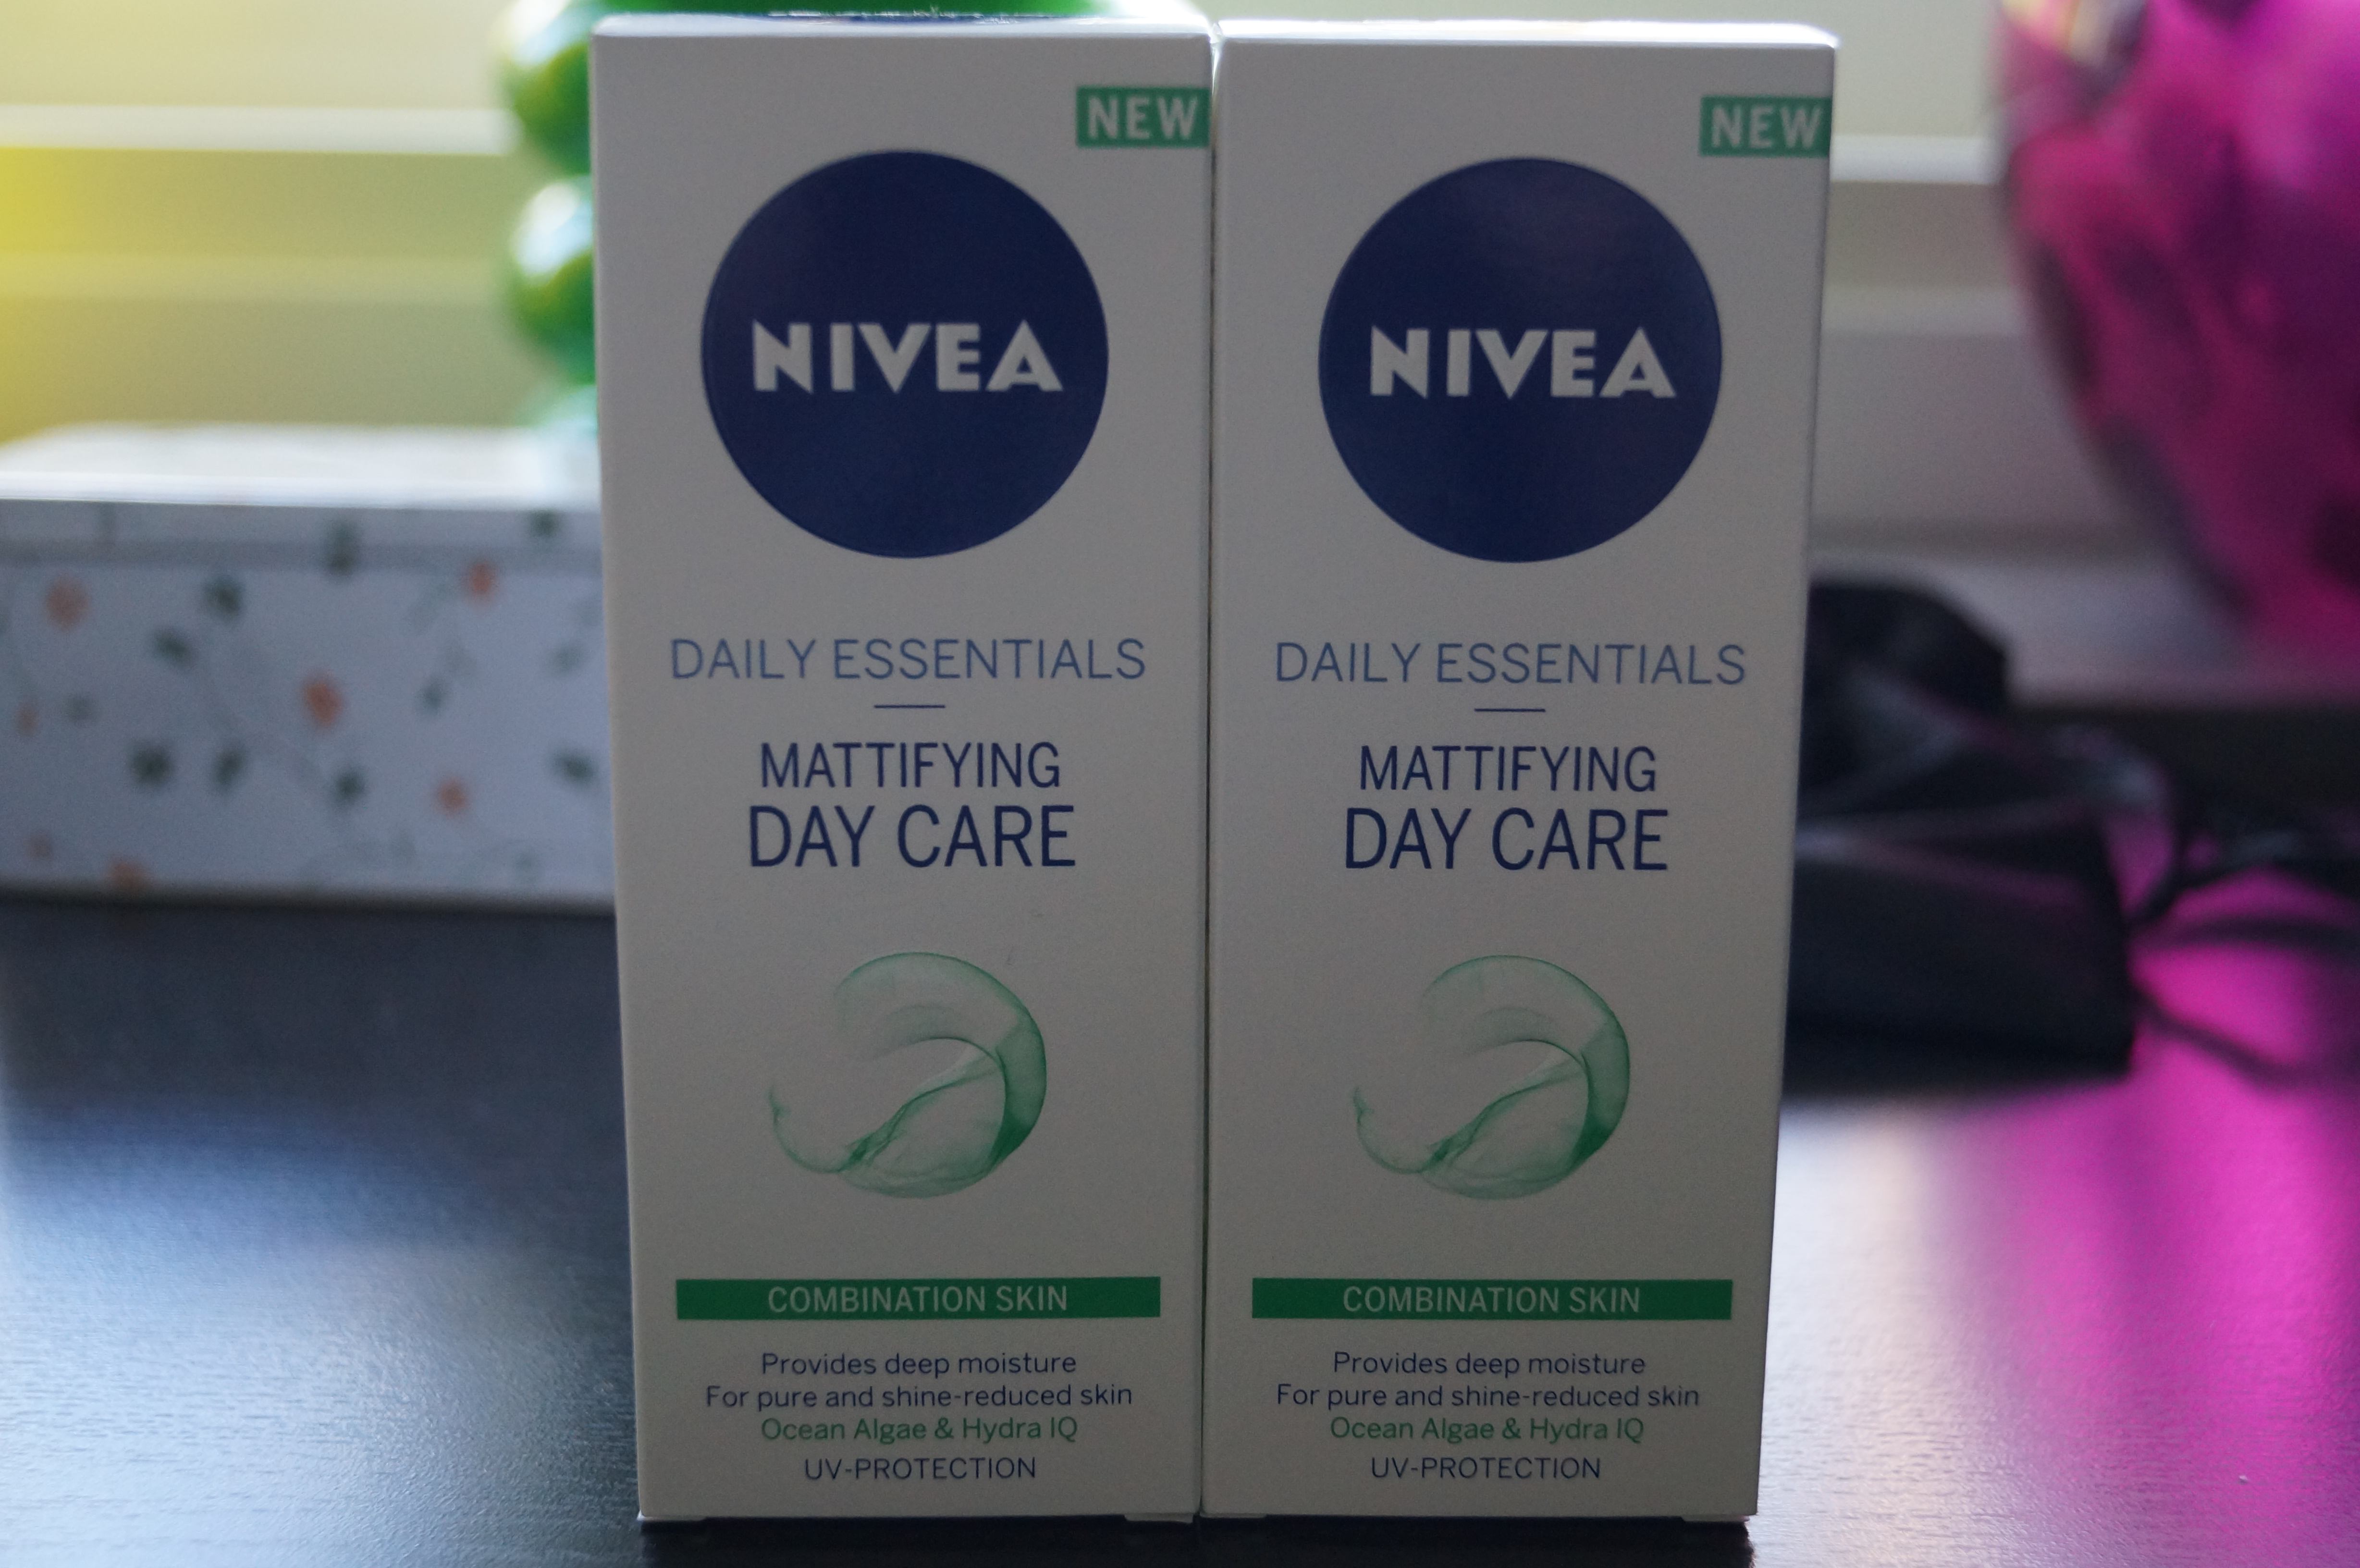 NEW
NIVEA
DAILY ESSENTIALS
MATTIFYING
DAY CARE
COMBINATION SKIN
Provides deep moisture
For pure and shine-reduced skin
Ocean Algae & Hydra IQ
UV-PROTECTION
NEW
NIVEA
DAILY ESSENTIALS
MATTIFYING
DAY CARE
COMBINATION SKIN
Provides deep moisture
For pure and shine-reduced skin
Ocean Algae & Hydra IQ
UV-PROTECTION